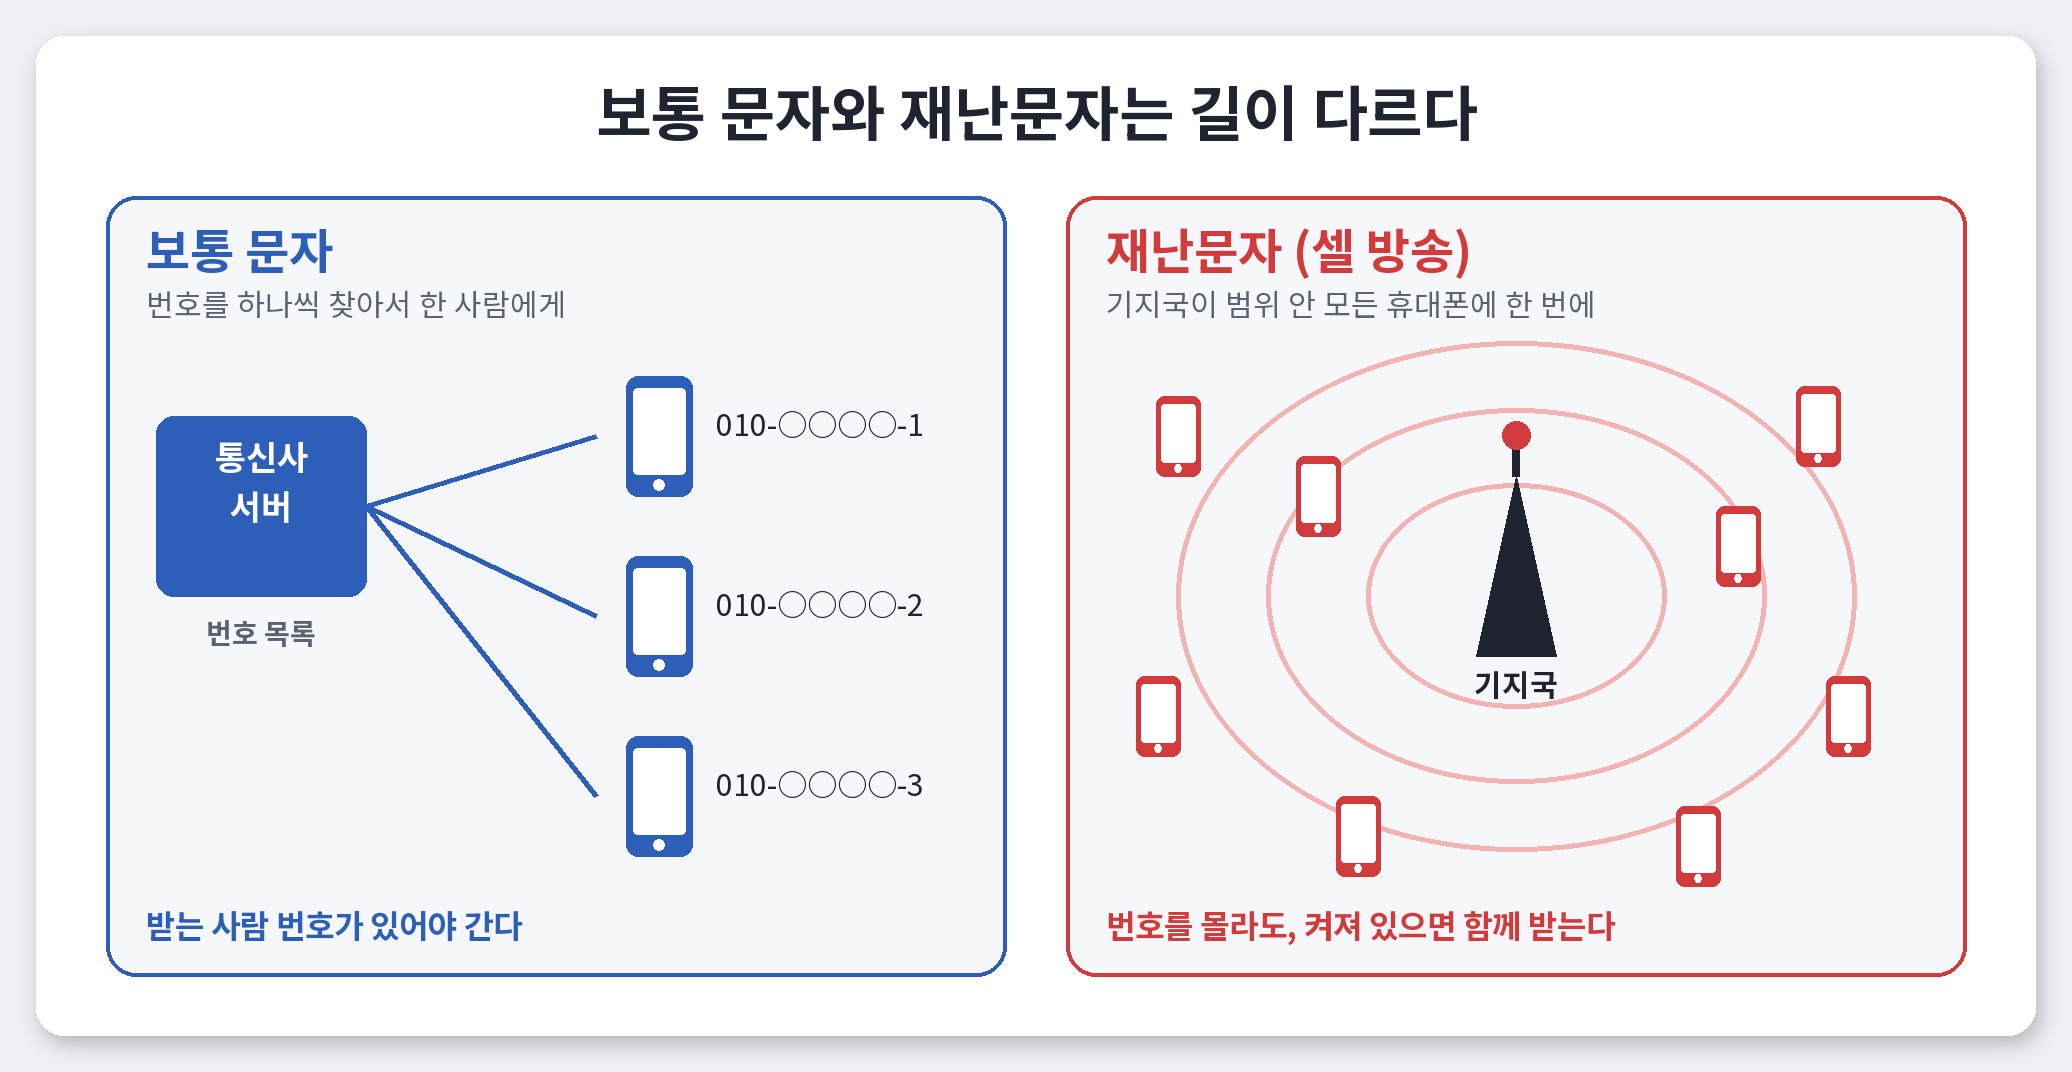 보통 문자와 재난문자는 길이 다르다
보통 문자
번호를 하나씩 찾아서 한 사람에게
통신사
서버
번호 목록
010-○○○○-1
010-○○○○-2
010-○○○○-3
받는 사람 번호가 있어야 간다
재난문자 (셀 방송)
기지국이 범위 안 모든 휴대폰에 한 번에
기지국
번호를 몰라도, 켜져 있으면 함께 받는다